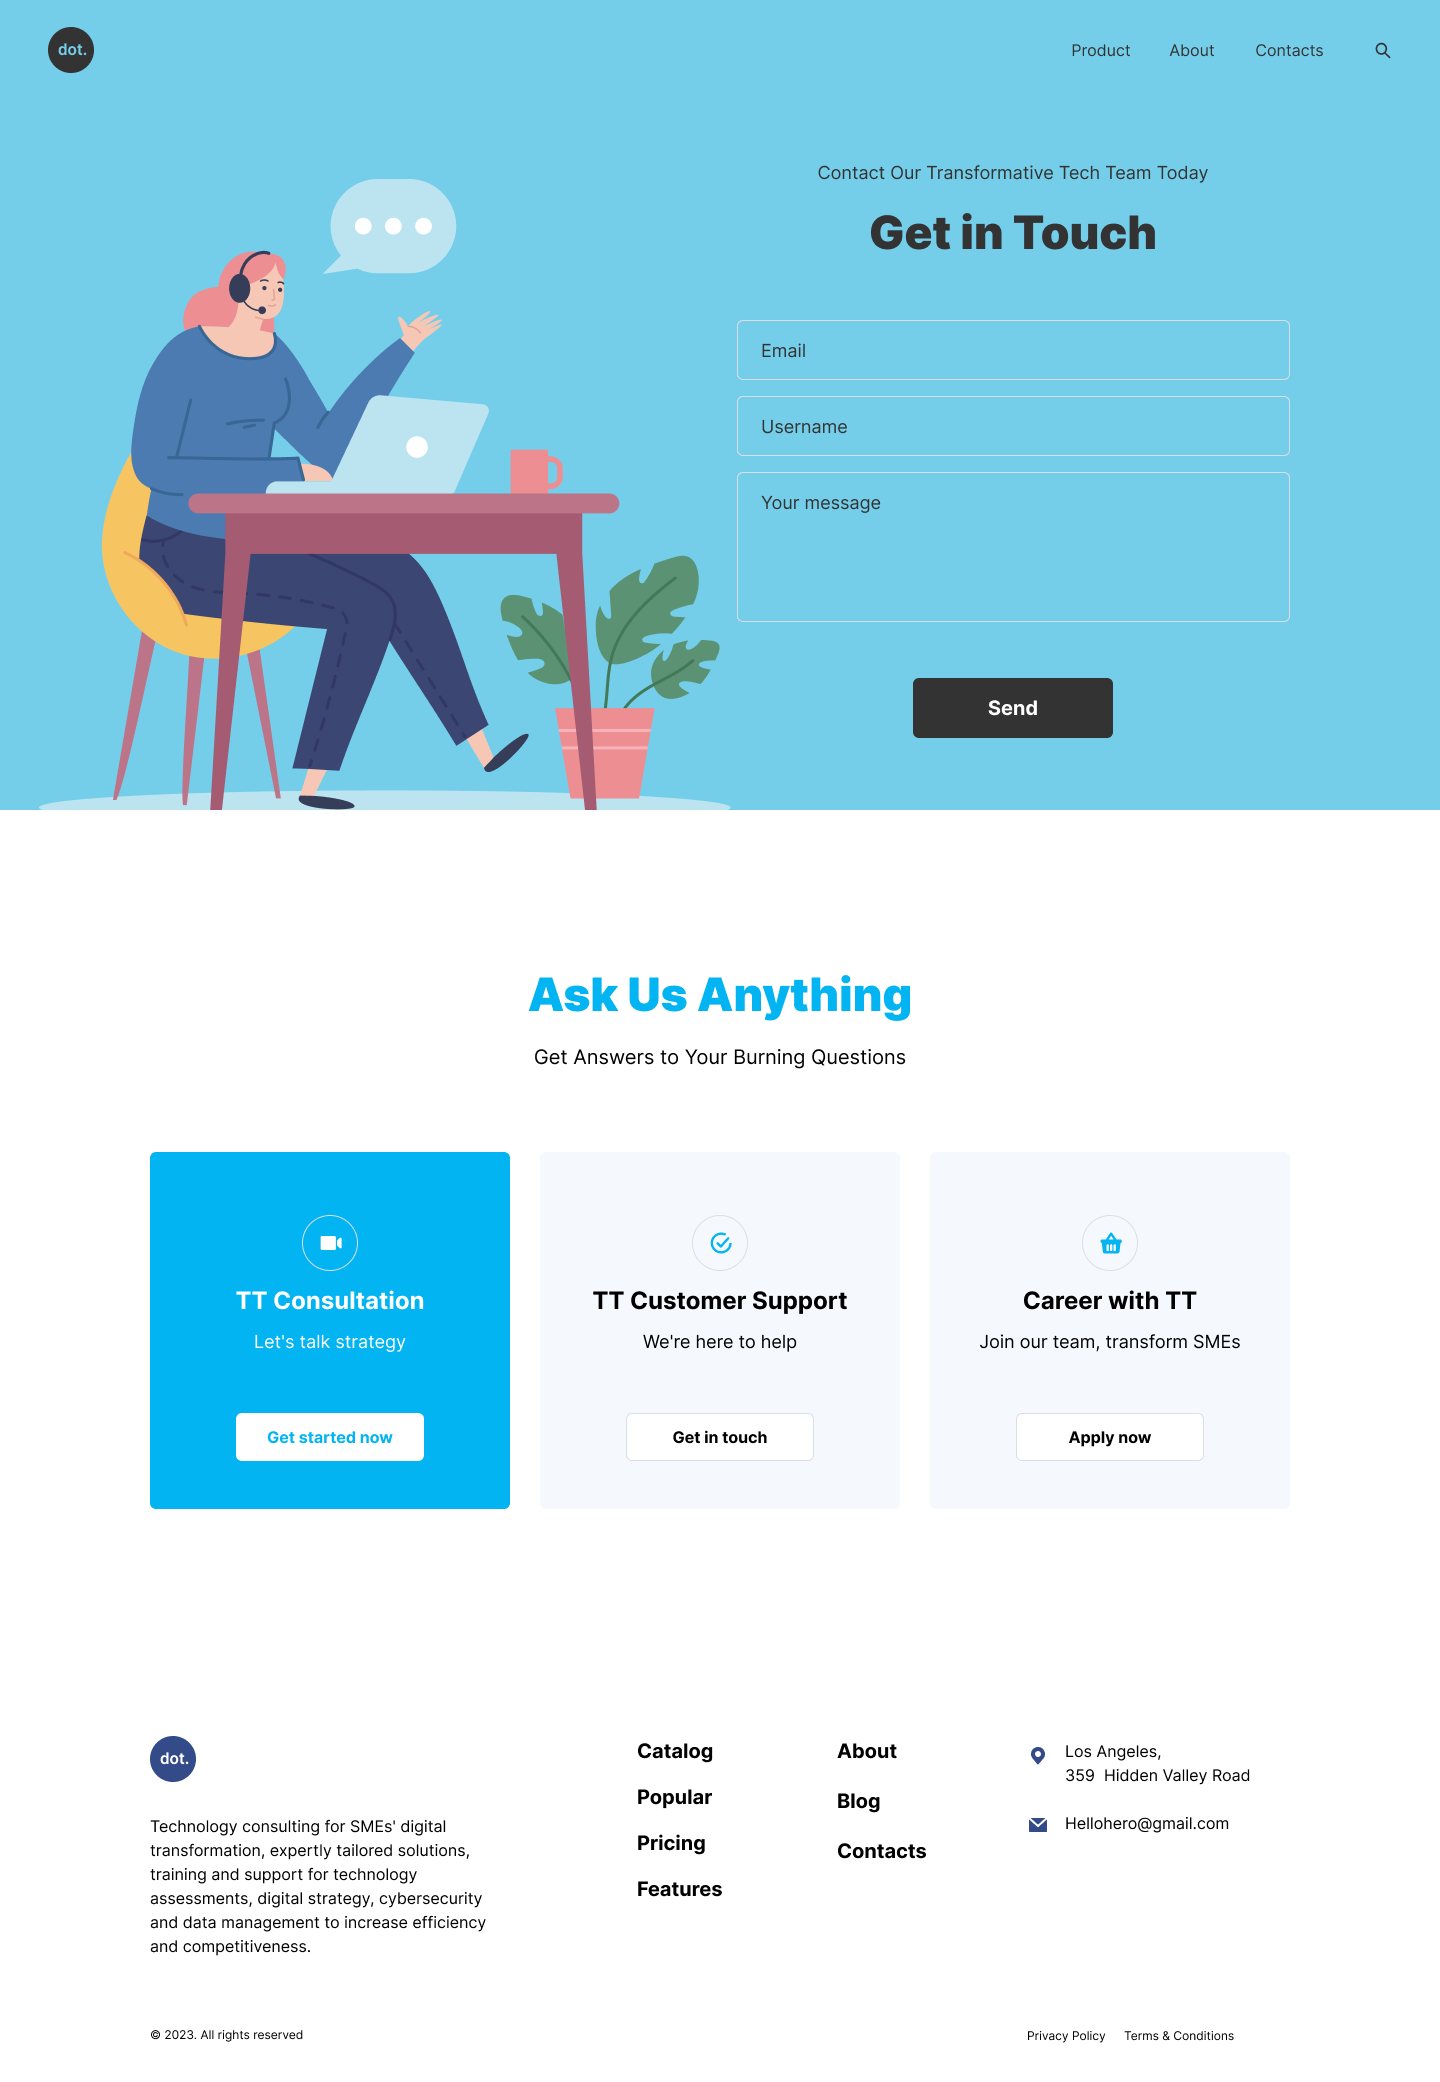 dot.
Product About Contacts
Contact Our Transformative Tech Team Today
Get in Touch
Email
Username
Your message
Send
Ask Us Anything
Get Answers to Your Burning Questions
TT Consultation
Let's talk strategy
Get started now
TT Customer Support
We're here to help
Get in touch
Career with TT
Join our team, transform SMEs
Apply now
dot.
Technology consulting for SMEs' digital
transformation, expertly tailored solutions,
training and support for technology
assessments, digital strategy, cybersecurity
and data management to increase efficiency
and competitiveness.
Catalog
Popular
Pricing
Features
About
Blog
Contacts
Los Angeles,
359  Hidden Valley Road
Hellohero@gmail.com
© 2023. All rights reserved
Privacy Policy Terms & Conditions